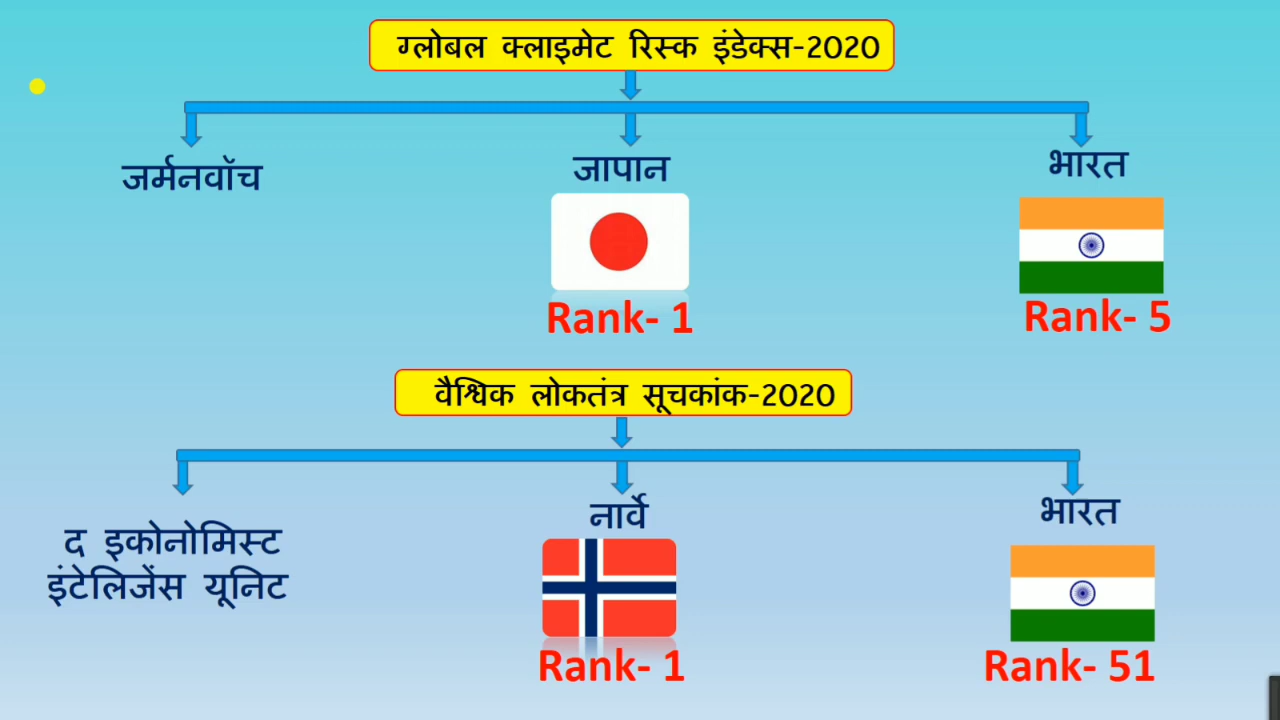 ग्लोबल क्लाइमेट रिस्क इंडेक्स-2020
जर्मनवॉच
जापान
भारत
Rank- 1
Rank- 5
वैश्विक लोकतंत्र सूचकांक-2020
द इकोनोमिस्ट
इंटेलिजेंस यूनिट
नार्वे
भारत
Rank- 1
Rank- 51